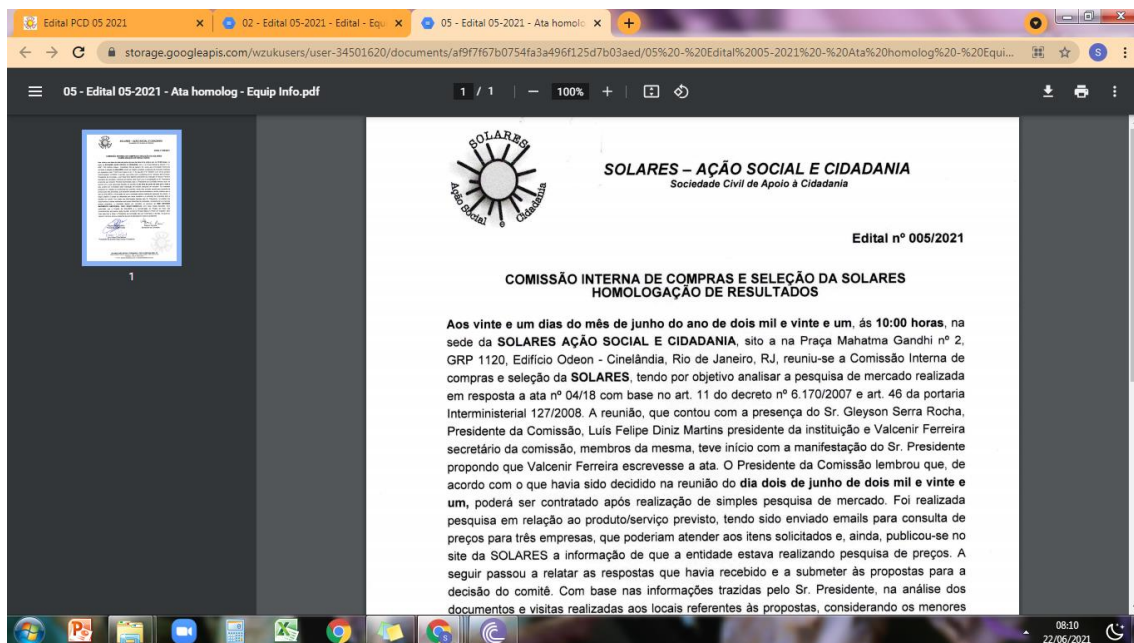 Edital PCD 05 2021
02 - Edital 05-2021 - Edital - Equ
05 - Edital 05-2021 - Ata homolo
storage.googleapis.com/wzukusers/user-34501620/documents/af9f7f67b0754fa3a496f125d7b03aed/05%20-%20Edital%2005-2021%20-%20Ata%20homolog%20-%20Equi...
S
05 - Edital 05-2021 - Ata homolog - Equip Info.pdf
1 / 1
100%
1
SOLARES
Ação Social e Cidadania
SOLARES – AÇÃO SOCIAL E CIDADANIA
Sociedade Civil de Apoio à Cidadania
Edital nº 005/2021
COMISSÃO INTERNA DE COMPRAS E SELEÇÃO DA SOLARES
HOMOLOGAÇÃO DE RESULTADOS
Aos vinte e um dias do mês de junho do ano de dois mil e vinte e um, ás 10:00 horas, na
sede da SOLARES AÇÃO SOCIAL E CIDADANIA, sito a na Praça Mahatma Gandhi nº 2,
GRP 1120, Edifício Odeon - Cinelândia, Rio de Janeiro, RJ, reuniu-se a Comissão Interna de
compras e seleção da SOLARES, tendo por objetivo analisar a pesquisa de mercado realizada
em resposta a ata nº 04/18 com base no art. 11 do decreto nº 6.170/2007 e art. 46 da portaria
Interministerial 127/2008. A reunião, que contou com a presença do Sr. Gleyson Serra Rocha,
Presidente da Comissão, Luís Felipe Diniz Martins presidente da instituição e Valcenir Ferreira
secretário da comissão, membros da mesma, teve início com a manifestação do Sr. Presidente
propondo que Valcenir Ferreira escrevesse a ata. O Presidente da Comissão lembrou que, de
acordo com o que havia sido decidido na reunião do dia dois de junho de dois mil e vinte e
um, poderá ser contratado após realização de simples pesquisa de mercado. Foi realizada
pesquisa em relação ao produto/serviço previsto, tendo sido enviado emails para consulta de
preços para três empresas, que poderiam atender aos itens solicitados e, ainda, publicou-se no
site da SOLARES a informação de que a entidade estava realizando pesquisa de preços. A
seguir passou a relatar as respostas que havia recebido e a submeter às propostas para a
decisão do comitê. Com base nas informações trazidas pelo Sr. Presidente, na análise dos
documentos e visitas realizadas aos locais referentes às propostas, considerando os menores
08:10
22/06/2021